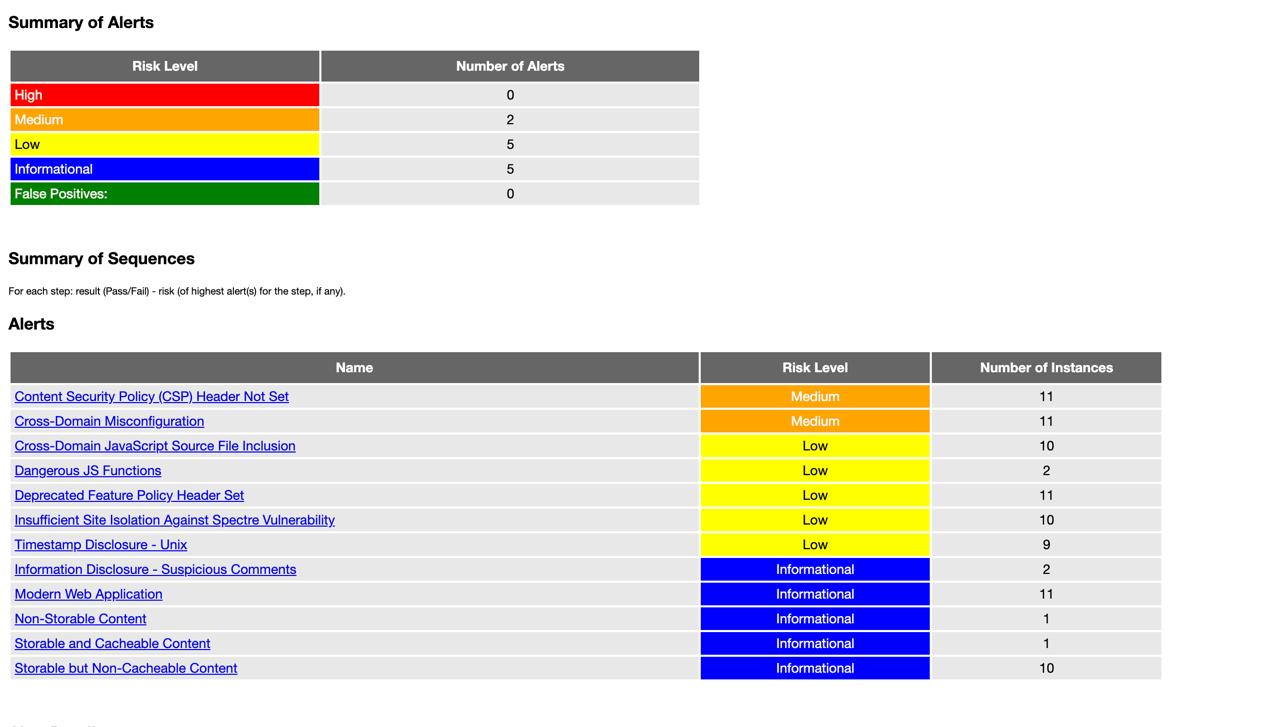 Summary of Alerts
Risk Level Number of Alerts
High 0
Medium 2
Low 5
Informational 5
False Positives: 0
Summary of Sequences
For each step: result (Pass/Fail) - risk (of highest alert(s) for the step, if any).
Alerts
Name Risk Level Number of Instances
Content Security Policy (CSP) Header Not Set Medium 11
Cross-Domain Misconfiguration Medium 11
Cross-Domain JavaScript Source File Inclusion Low 10
Dangerous JS Functions Low 2
Deprecated Feature Policy Header Set Low 11
Insufficient Site Isolation Against Spectre Vulnerability Low 10
Timestamp Disclosure - Unix Low 9
Information Disclosure - Suspicious Comments Informational 2
Modern Web Application Informational 11
Non-Storable Content Informational 1
Storable and Cacheable Content Informational 1
Storable but Non-Cacheable Content Informational 10